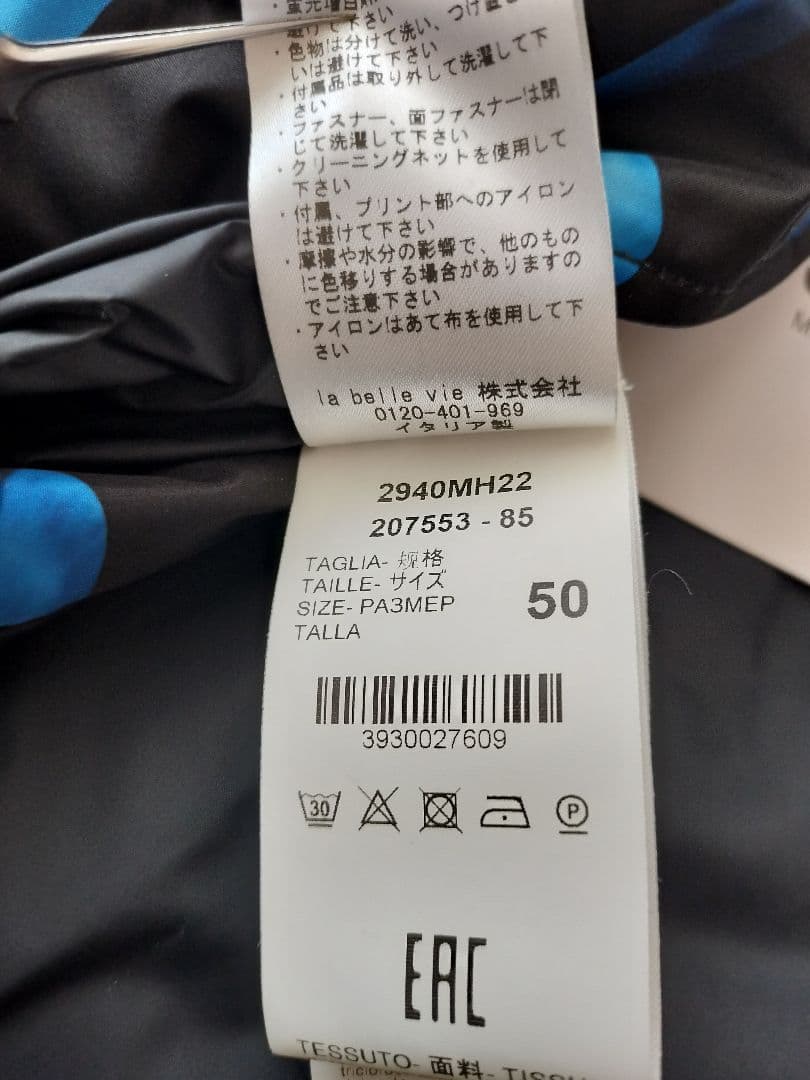 避けて下さい
・色物は分けて洗い、つけ置き
いは避けて下さい
・付属品は取り外して洗濯して下
さい
・ファスナー、面ファスナーは閉
じて洗濯して下さい
・クリーニングネットを使用して
下さい
・付属、プリント部へのアイロン
は避けて下さい
・摩擦や水分の影響で、他のもの
に色移りする場合がありますの
でご注意下さい
・アイロンはあて布を使用して下
さい
la belle vie 株式会社
0120-401-969
イタリア製
2940MH22
207553 - 85
TAGLIA- 规格
TAILLE- サイズ
SIZE- РАЗМЕР
TALLA
50
3930027609
30
P
EAC
TESSUTO- 面料- TISSU